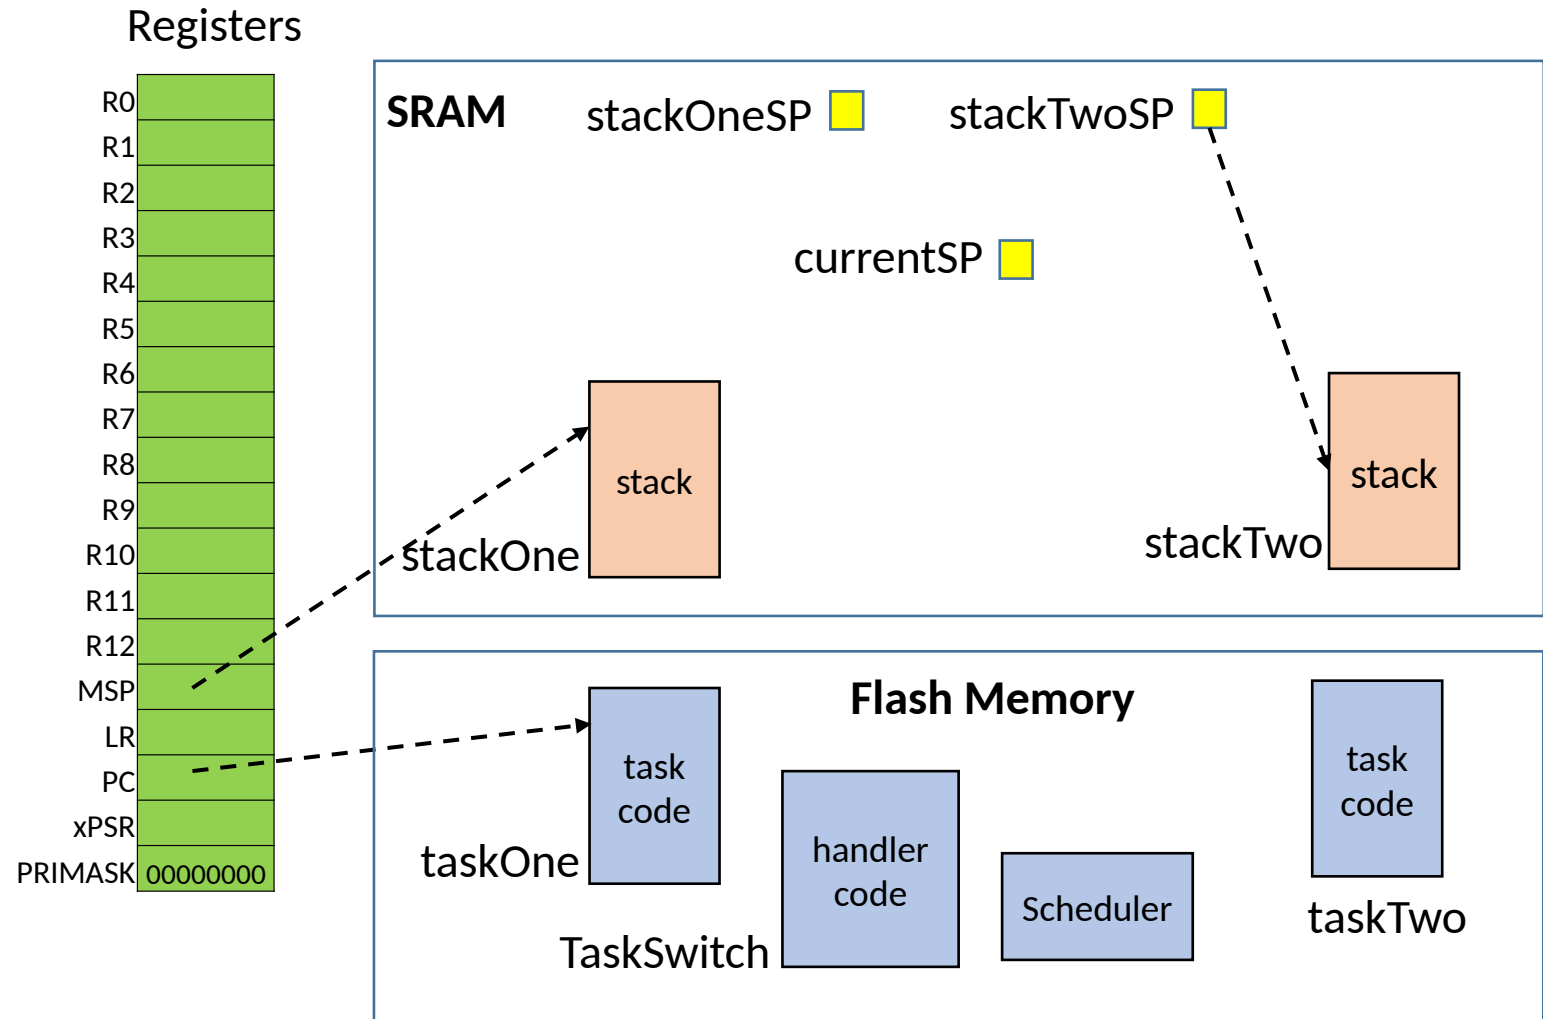 Registers
R0
R1
R2
R3
R4
R5
R6
R7
R8
R9
R10
R11
R12
MSP
LR
PC
xPSR
PRIMASK 00000000
SRAM
stackOneSP
stackTwoSP
currentSP
stack
stackOne
stack
stackTwo
Flash Memory
task
code
taskOne
handler
code
TaskSwitch
Scheduler
task
code
taskTwo